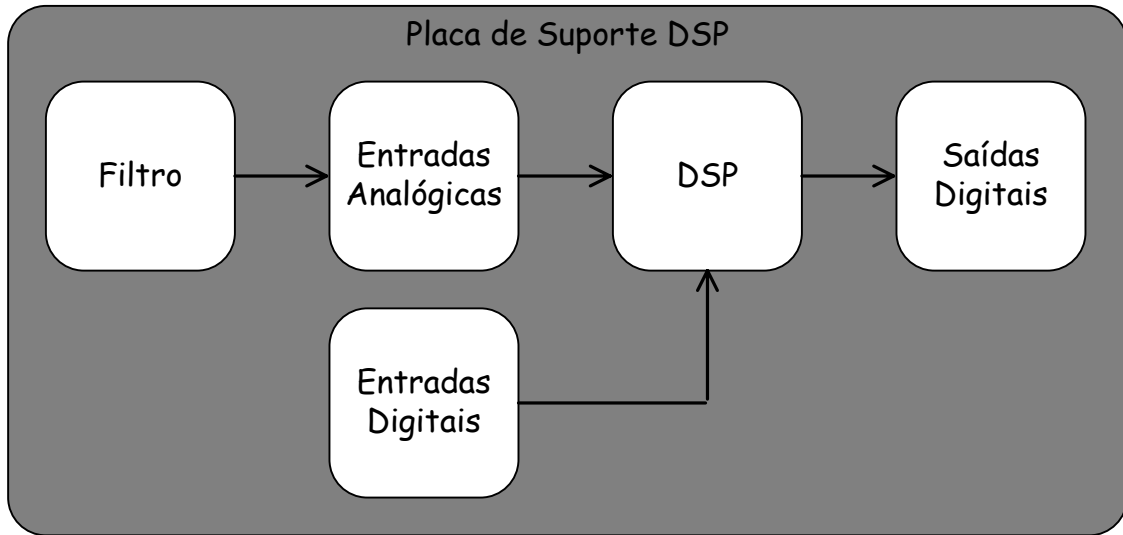 Placa de Suporte DSP
Filtro
Entradas
Analógicas
DSP
Saídas
Digitais
Entradas
Digitais